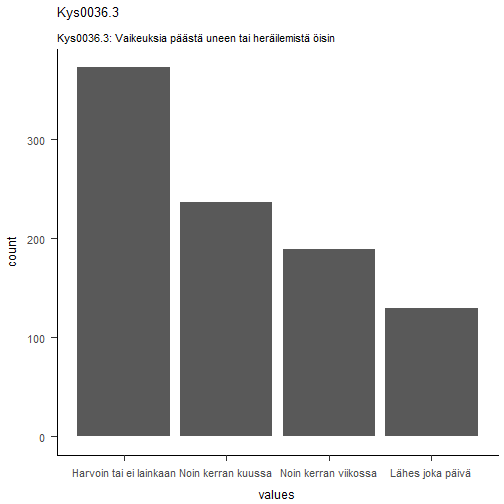 Kys0036.3
Kys0036.3: Vaikeuksia päästä uneen tai heräilemistä öisin
300
200
100
0
count
Harvoin tai ei lainkaan Noin kerran kuussa Noin kerran viikossa Lähes joka päivä
values